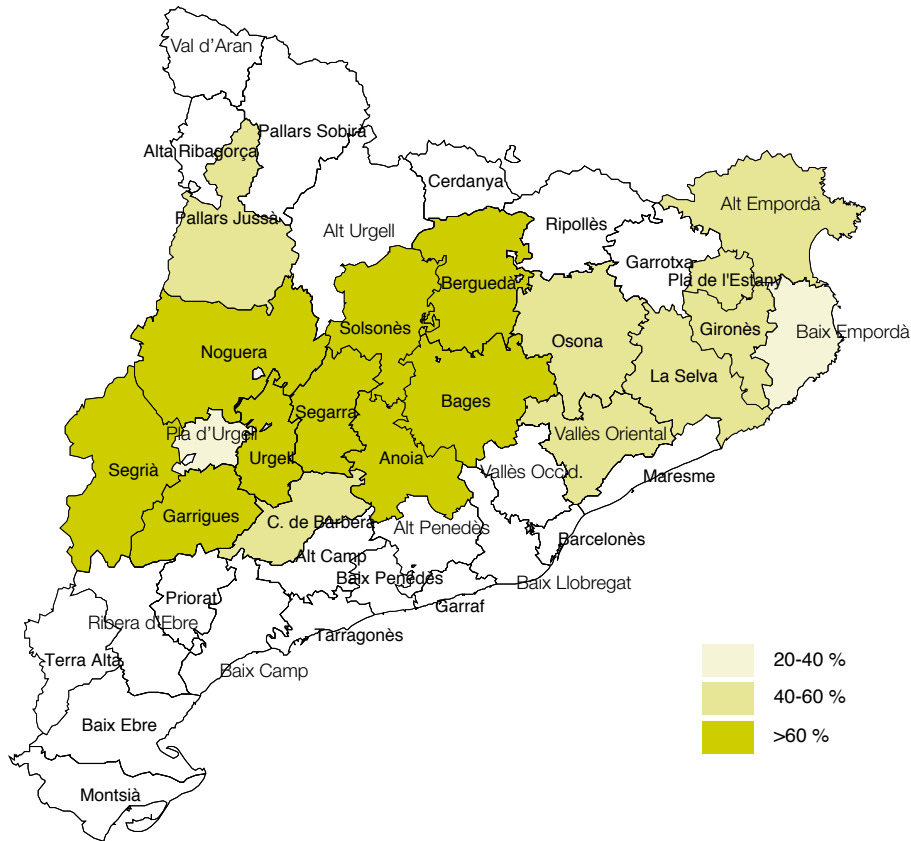 Val d'Aran
Pallars Sobirà
Alta Ribagorça
Cerdanya
Pallars Jussà
Alt Urgell
Ripollès
Alt Empordà
Garrotxa
Pla de l'Estany
Berguedà
Solsonès
Gironès
Baix Empordà
Osona
Noguera
La Selva
Bages
Segarra
Pla d'Urgell
Vallès Oriental
Urgell
Anoia
Segrià
Vallès Occid.
Maresme
Garrigues
C. de Barberà
Alt Penedès
Barcelonès
Alt Camp
Baix Penedès
Baix Llobregat
Priorat
Garraf
Ribera d'Ebre
Tarragonès
Terra Alta
Baix Camp
20-40 %
40-60 %
>60 %
Baix Ebre
Montsià